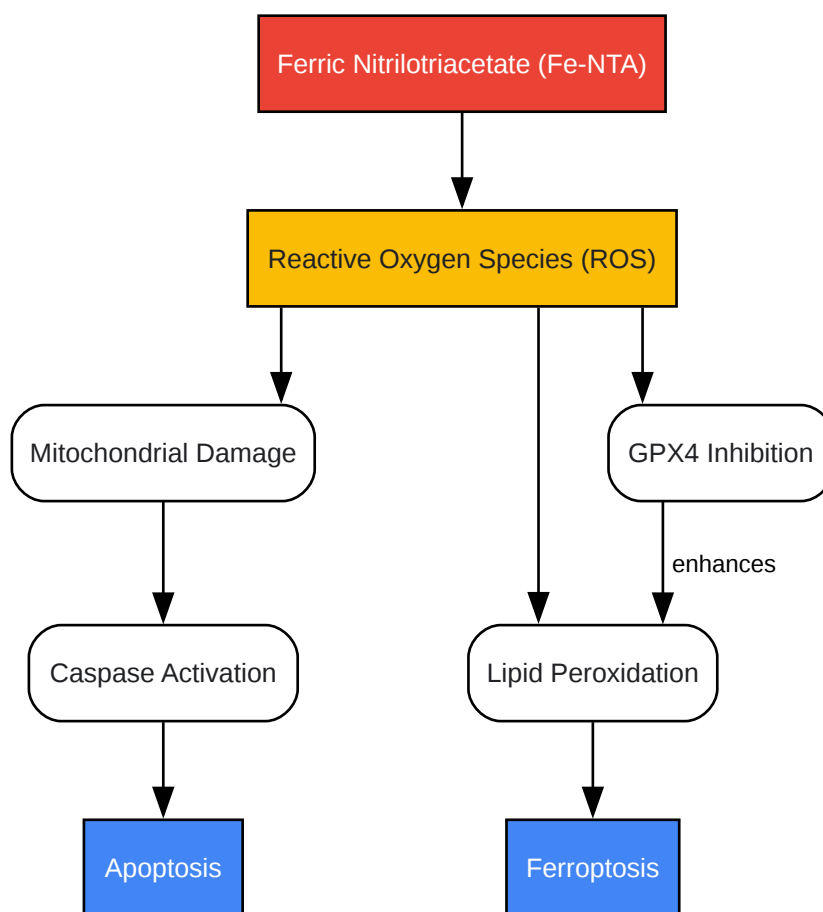 Ferric Nitrilotriacetate (Fe-NTA)
Reactive Oxygen Species (ROS)
Mitochondrial Damage
GPX4 Inhibition
enhances
Caspase Activation
Lipid Peroxidation
Apoptosis
Ferroptosis